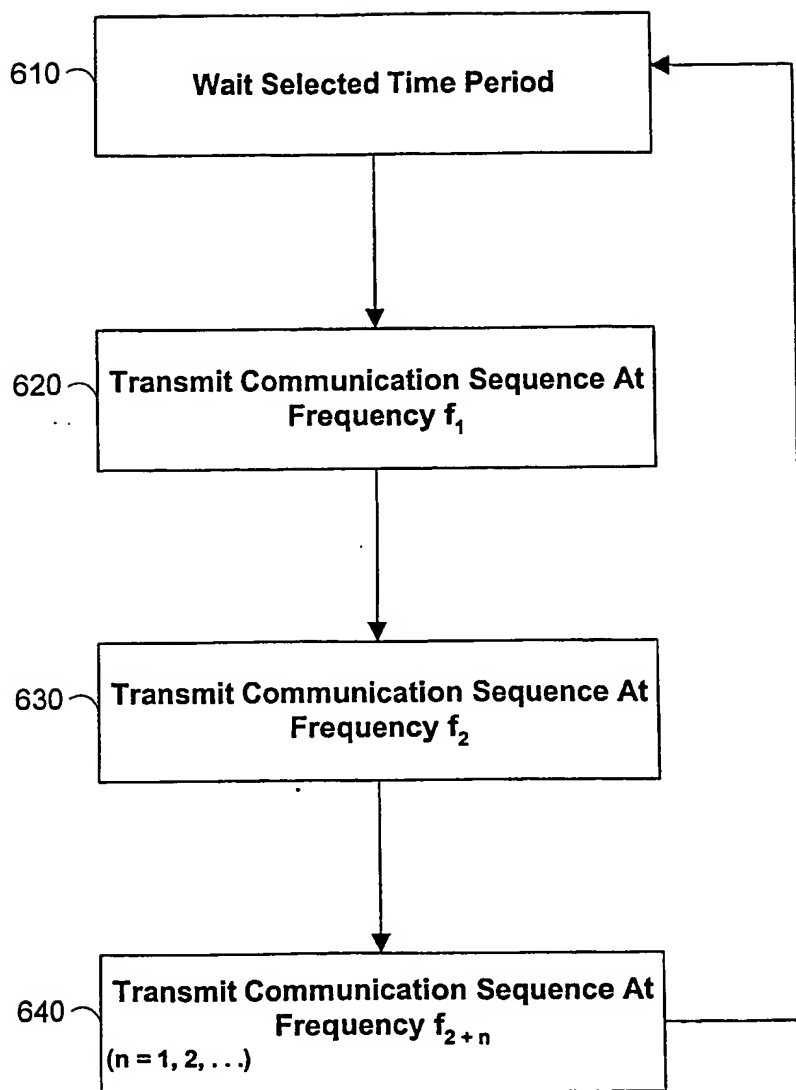 610
Wait Selected Time Period
620
Transmit Communication Sequence At
Frequency f₁
630
Transmit Communication Sequence At
Frequency f₂
640
Transmit Communication Sequence At
Frequency f₂₊ₙ
(n = 1, 2, . . .)